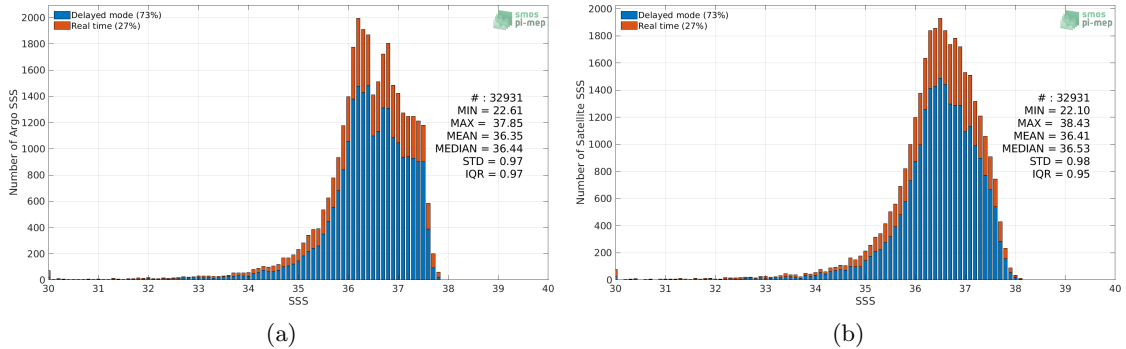 Delayed mode (73%)
Real time (27%)
smos
pi-mep
2000
1800
1600
1400
1200
1000
800
600
400
200
0
Number of Argo SSS
# : 32931
MIN = 22.61
MAX = 37.85
MEAN = 36.35
MEDIAN = 36.44
STD = 0.97
IQR = 0.97
30 31 32 33 34 35 36 37 38 39 40
SSS
(a)
Delayed mode (73%)
Real time (27%)
smos
pi-mep
2000
1800
1600
1400
1200
1000
800
600
400
200
0
Number of Satellite SSS
# : 32931
MIN = 22.10
MAX = 38.43
MEAN = 36.41
MEDIAN = 36.53
STD = 0.98
IQR = 0.95
30 31 32 33 34 35 36 37 38 39 40
SSS
(b)